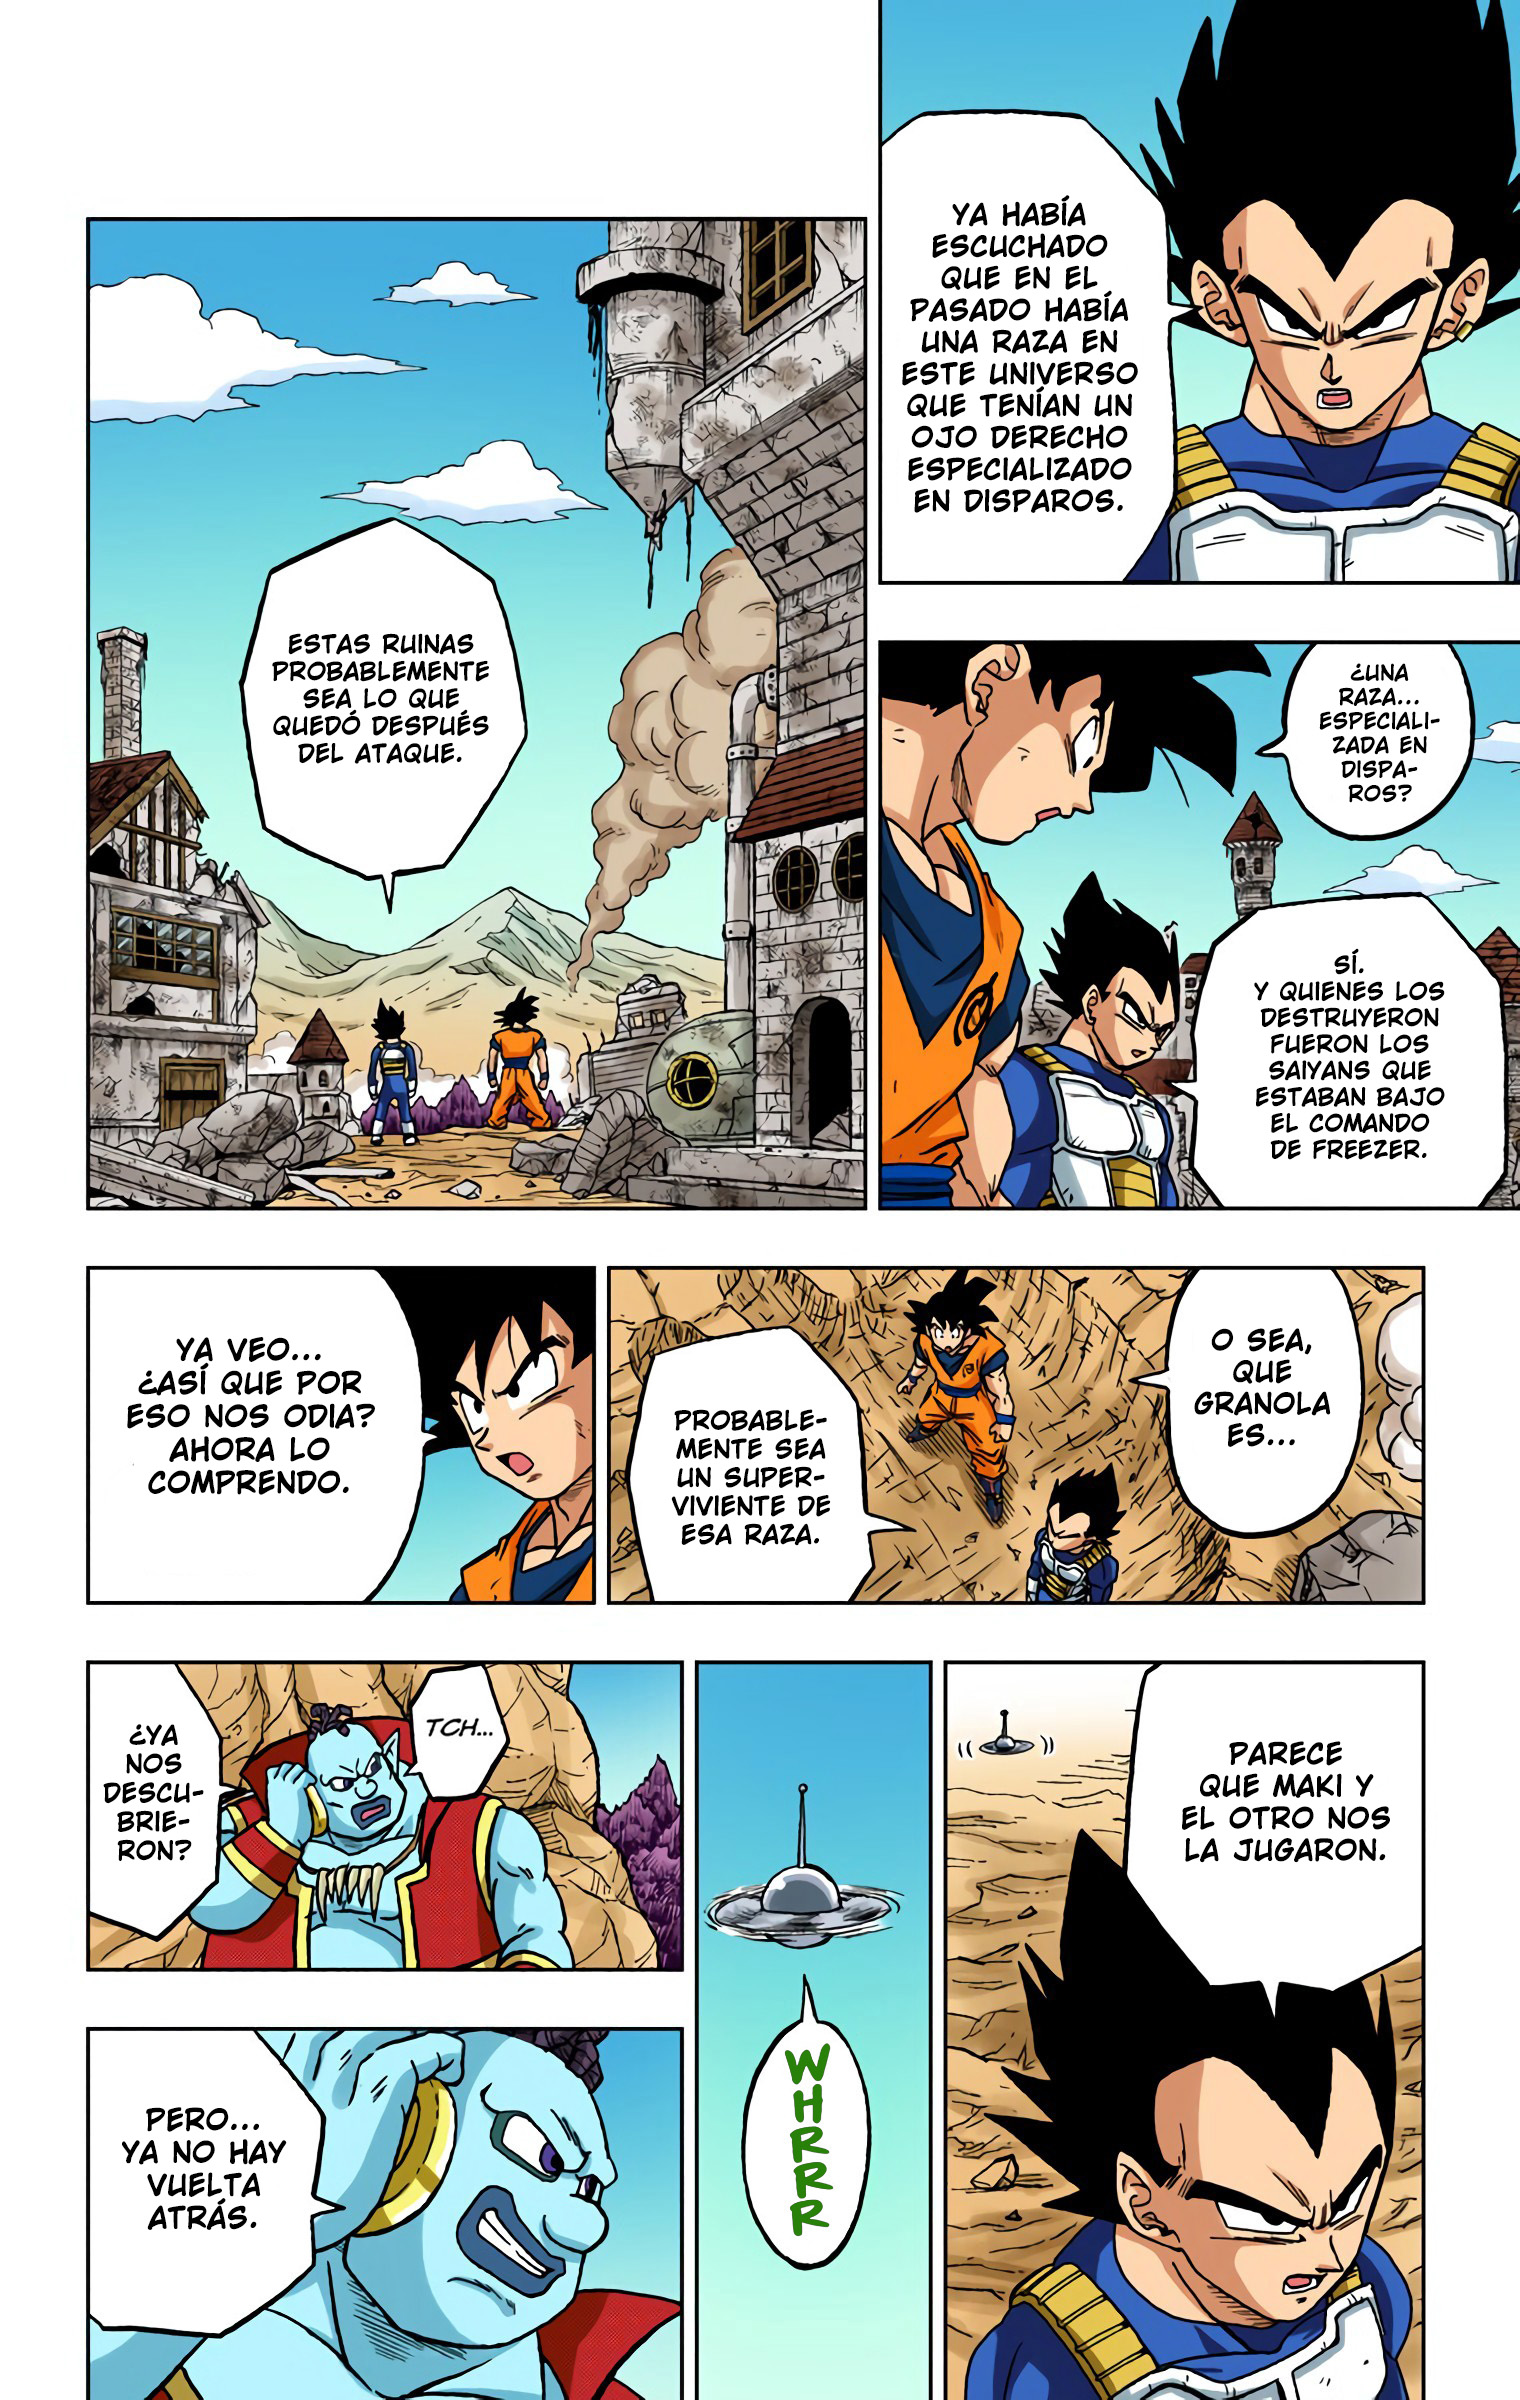 YA HABÍA
ESCUCHADO
QUE EN EL
PASADO HABÍA
UNA RAZA EN
ESTE UNIVERSO
QUE TENÍAN UN
OJO DERECHO
ESPECIALIZADO
EN DISPAROS.
ESTAS RUINAS
PROBABLEMENTE
SEA LO QUE
QUEDÓ DESPUÉS
DEL ATAQUE.
¿UNA
RAZA...
ESPECIALI-
ZADA EN
DISPA-
ROS?
SÍ.
Y QUIENES LOS
DESTRUYERON
FUERON LOS
SAIYANS QUE
ESTABAN BAJO
EL COMANDO
DE FREEZER.
O SEA,
QUE
GRANOLA
ES...
PROBABLE-
MENTE SEA
UN SUPER-
VIVIENTE DE
ESA RAZA.
YA VEO...
¿ASÍ QUE POR
ESO NOS ODIA?
AHORA LO
COMPRENDO.
PARECE
QUE MAKI Y
EL OTRO NOS
LA JUGARON.
WHRRR
TCH...
¿YA
NOS
DESCU-
BRIE-
RON?
PERO...
YA NO HAY
VUELTA
ATRÁS.